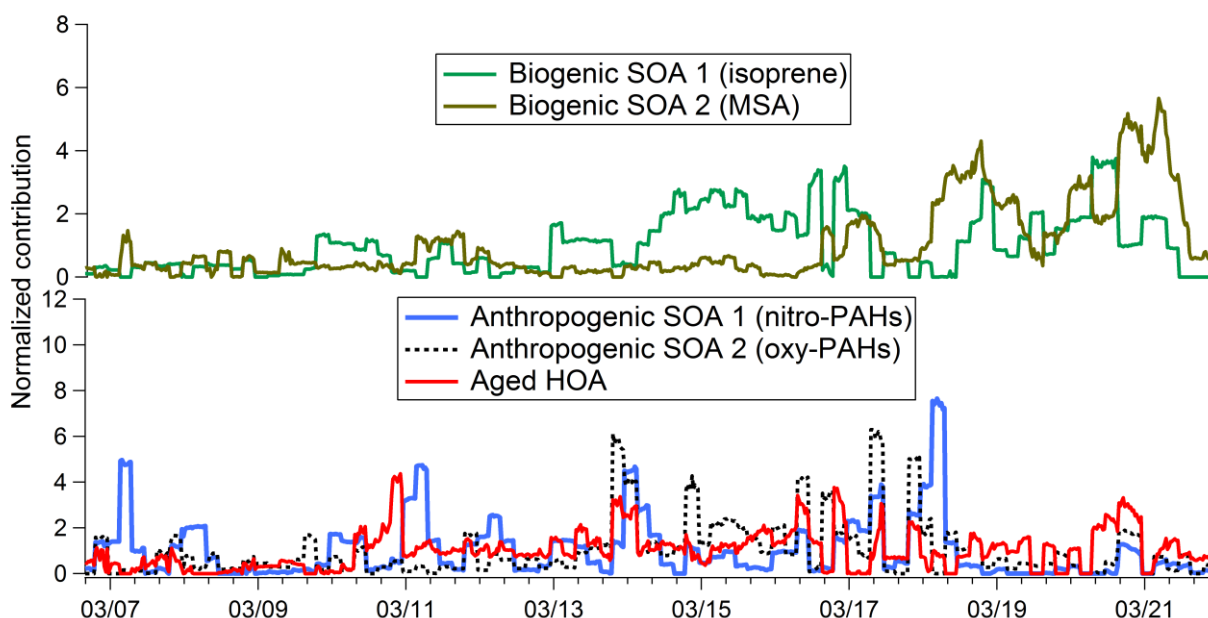 Normalized contribution
8
6
4
2
0
Biogenic SOA 1 (isoprene)
Biogenic SOA 2 (MSA)
12
10
8
6
4
2
0
Anthropogenic SOA 1 (nitro-PAHs)
Anthropogenic SOA 2 (oxy-PAHs)
Aged HOA
03/07 03/09 03/11 03/13 03/15 03/17 03/19 03/21